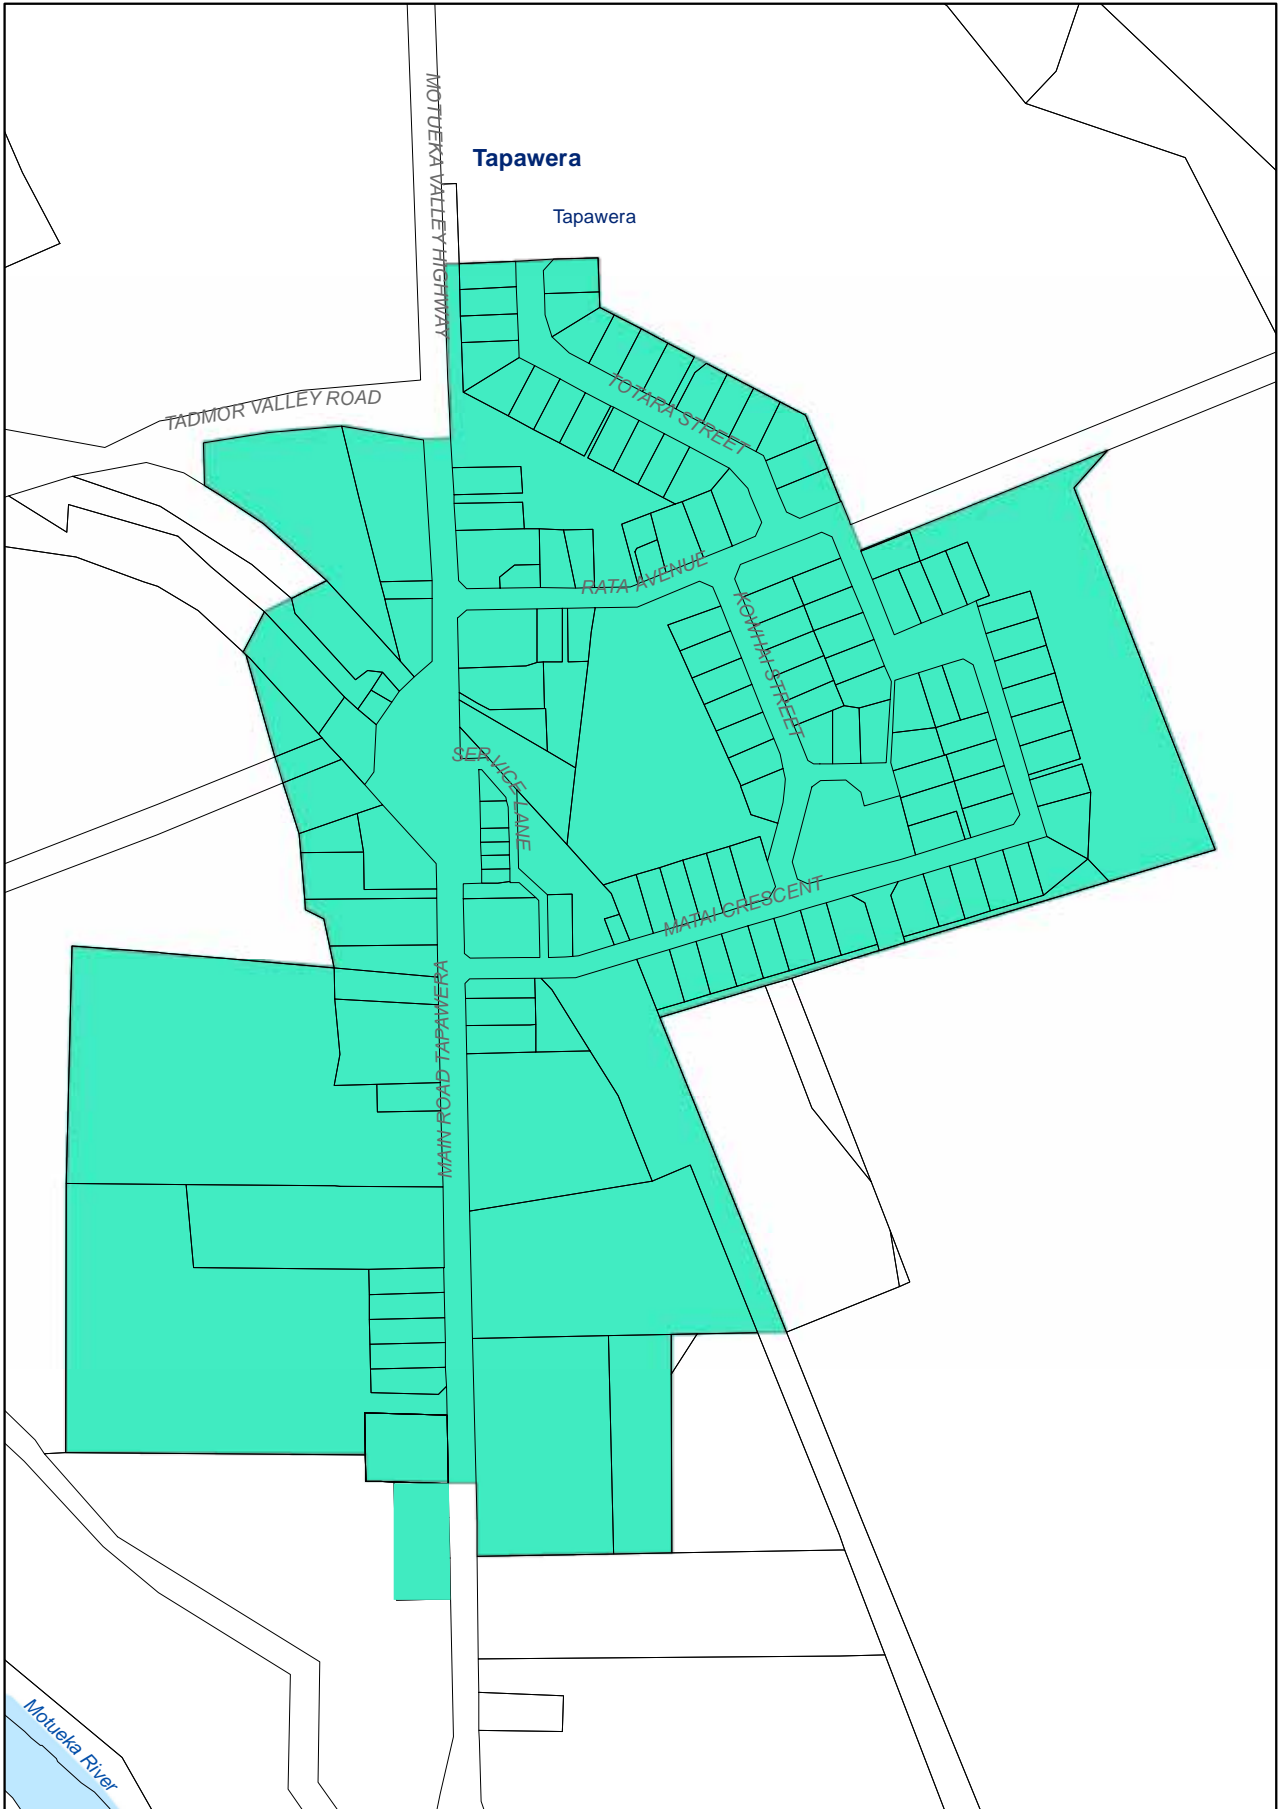 MOTUEKA VALLEY HIGHWAY
Tapawera
Tapawera
TADMOR VALLEY ROAD
TOTARA STREET
RATA AVENUE
KOWHAI STREET
SERVICE LANE
MATAI CRESCENT
MAIN ROAD TAPAWERA
Motueka River